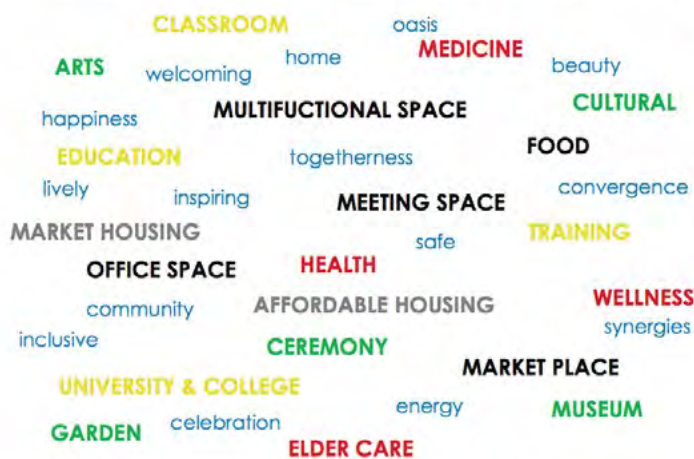 CLASSROOM
oasis
home
MEDICINE
ARTS
welcoming
beauty
happiness
MULTIFUCTIONAL SPACE
CULTURAL
EDUCATION
togetherness
FOOD
lively
inspiring
MEETING SPACE
convergence
MARKET HOUSING
safe
TRAINING
OFFICE SPACE
HEALTH
community
AFFORDABLE HOUSING
WELLNESS
synergies
inclusive
CEREMONY
MARKET PLACE
UNIVERSITY & COLLEGE
energy
MUSEUM
GARDEN
celebration
ELDER CARE